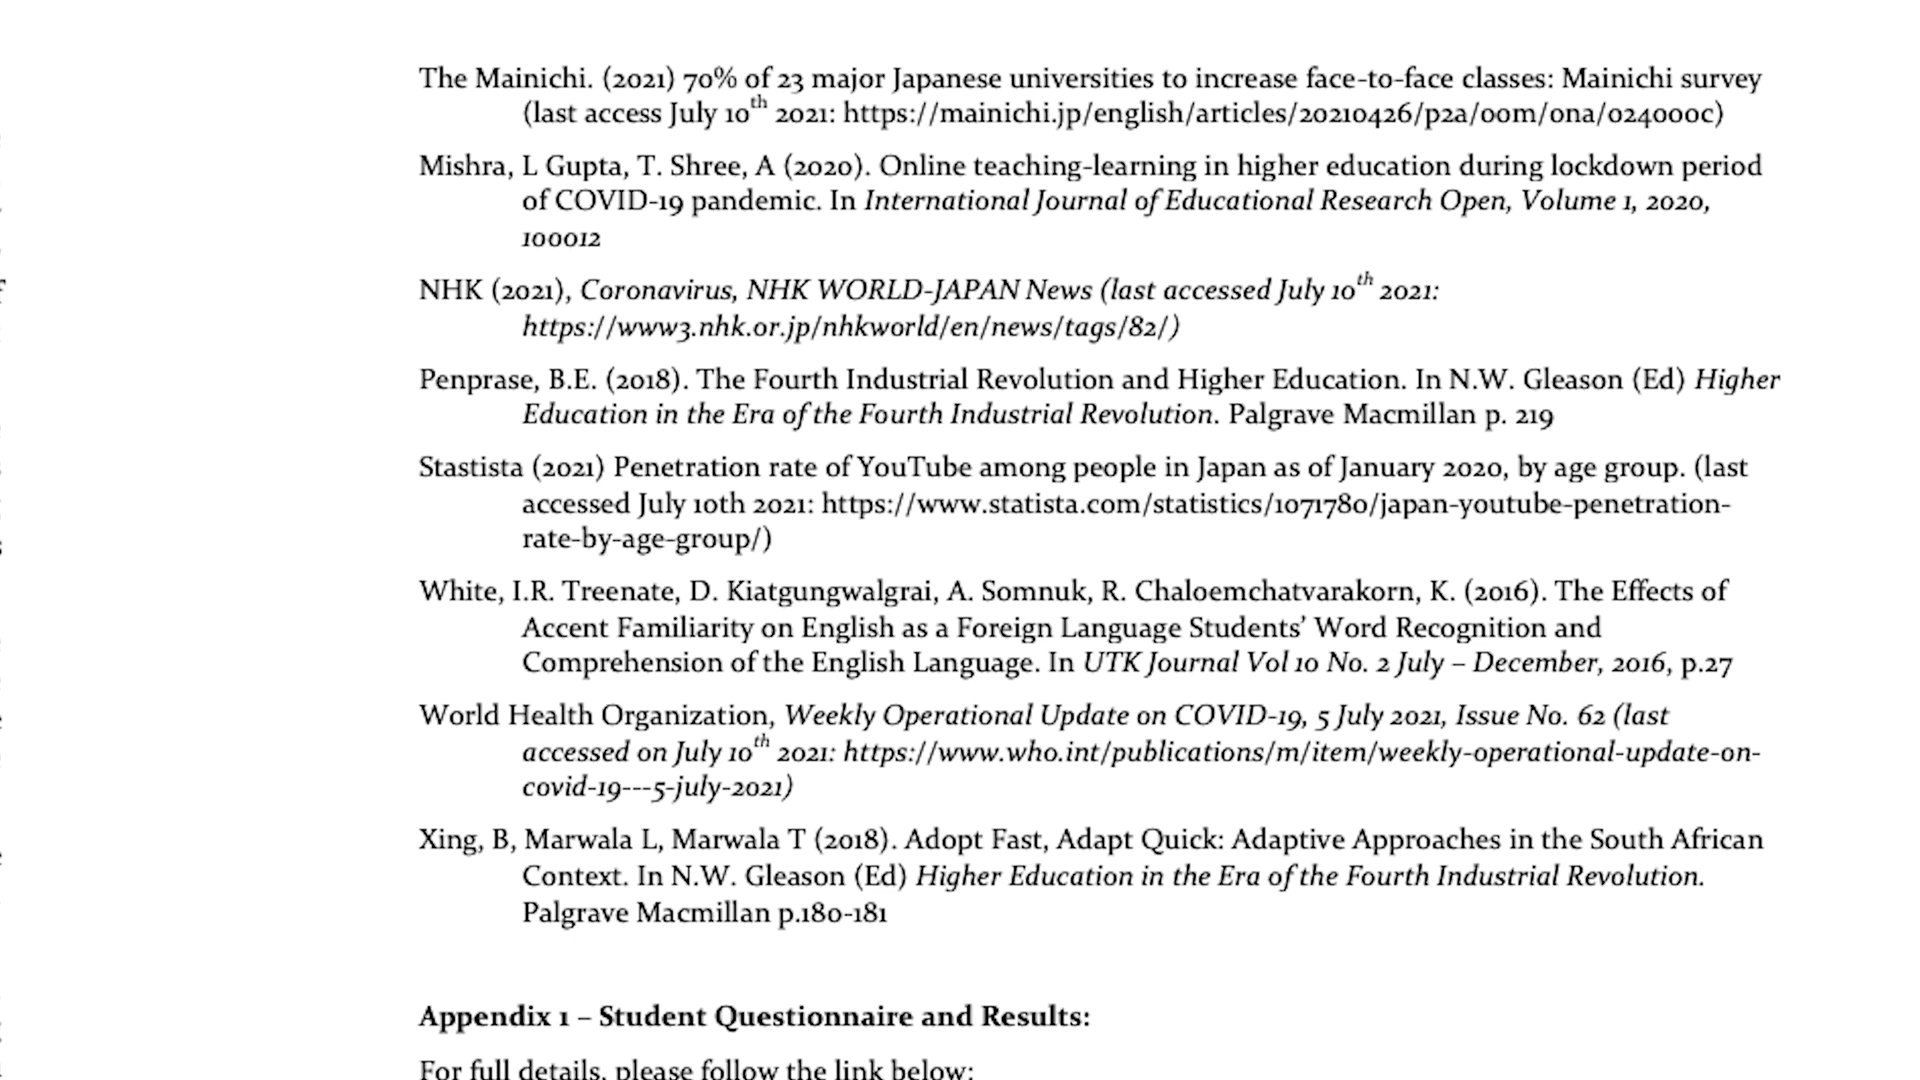 The Mainichi. (2021) 70% of 23 major Japanese universities to increase face-to-face classes: Mainichi survey
(last access July 10th 2021: https://mainichi.jp/english/articles/20210426/p2a/00m/0na/024000c)
Mishra, L Gupta, T. Shree, A (2020). Online teaching-learning in higher education during lockdown period
of COVID-19 pandemic. In International Journal of Educational Research Open, Volume 1, 2020,
100012
NHK (2021), Coronavirus, NHK WORLD-JAPAN News (last accessed July 10th 2021:
https://www3.nhk.or.jp/nhkworld/en/news/tags/82/)
Penprase, B.E. (2018). The Fourth Industrial Revolution and Higher Education. In N.W. Gleason (Ed) Higher
Education in the Era of the Fourth Industrial Revolution. Palgrave Macmillan p. 219
Stastista (2021) Penetration rate of YouTube among people in Japan as of January 2020, by age group. (last
accessed July 10th 2021: https://www.statista.com/statistics/1071780/japan-youtube-penetration-
rate-by-age-group/)
White, I.R. Treenate, D. Kiatgungwalgrai, A. Somnuk, R. Chaloemchatvarakorn, K. (2016). The Effects of
Accent Familiarity on English as a Foreign Language Students’ Word Recognition and
Comprehension of the English Language. In UTK Journal Vol 10 No. 2 July – December, 2016, p.27
World Health Organization, Weekly Operational Update on COVID-19, 5 July 2021, Issue No. 62 (last
accessed on July 10th 2021: https://www.who.int/publications/m/item/weekly-operational-update-on-
covid-19---5-july-2021)
Xing, B, Marwala L, Marwala T (2018). Adopt Fast, Adapt Quick: Adaptive Approaches in the South African
Context. In N.W. Gleason (Ed) Higher Education in the Era of the Fourth Industrial Revolution.
Palgrave Macmillan p.180-181
Appendix 1 – Student Questionnaire and Results:
For full details, please follow the link below: